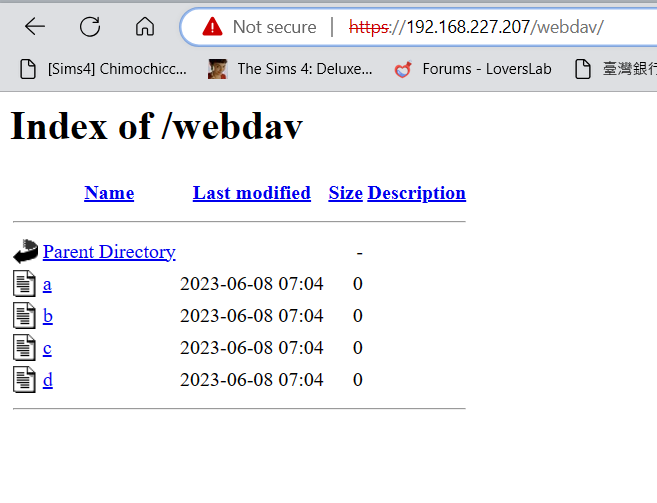 Not secure | https://192.168.227.207/webdav/
[Sims4] Chimochicc... The Sims 4: Deluxe... Forums - LoversLab 臺灣銀行
Index of /webdav
Name Last modified Size Description
Parent Directory -
a 2023-06-08 07:04 0
b 2023-06-08 07:04 0
c 2023-06-08 07:04 0
d 2023-06-08 07:04 0